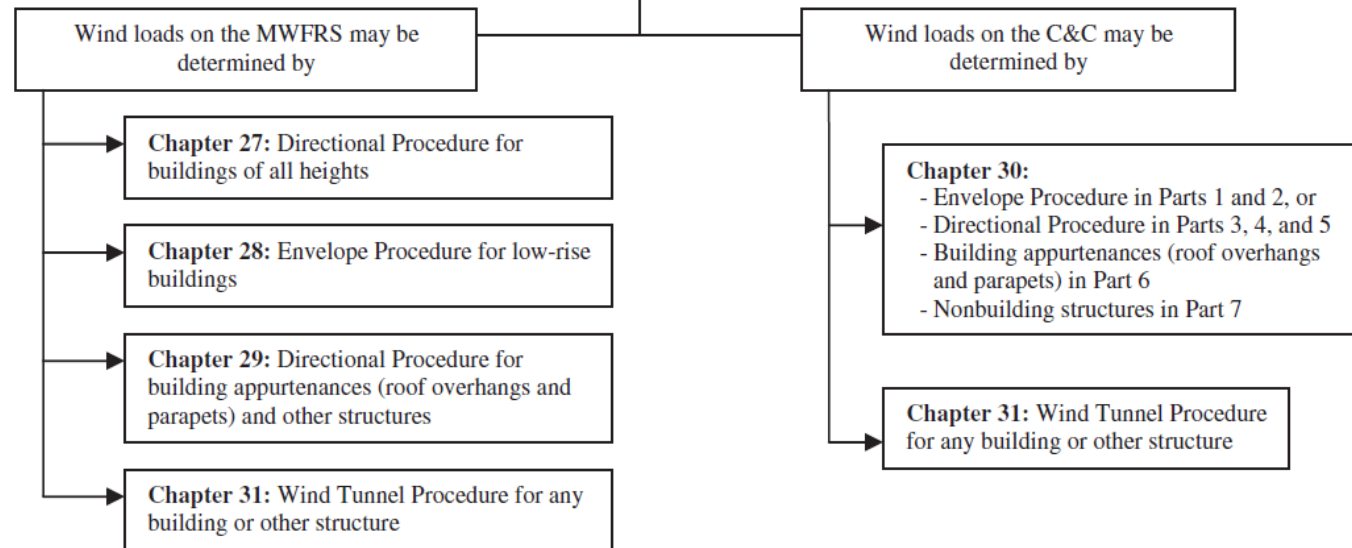 Wind loads on the MWFRS may be
determined by
Chapter 27: Directional Procedure for
buildings of all heights
Chapter 28: Envelope Procedure for low-rise
buildings
Chapter 29: Directional Procedure for
building appurtenances (roof overhangs and
parapets) and other structures
Chapter 31: Wind Tunnel Procedure for any
building or other structure
Wind loads on the C&C may be
determined by
Chapter 30:
- Envelope Procedure in Parts 1 and 2, or
- Directional Procedure in Parts 3, 4, and 5
- Building appurtenances (roof overhangs
and parapets) in Part 6
- Nonbuilding structures in Part 7
Chapter 31: Wind Tunnel Procedure
for any building or other structure